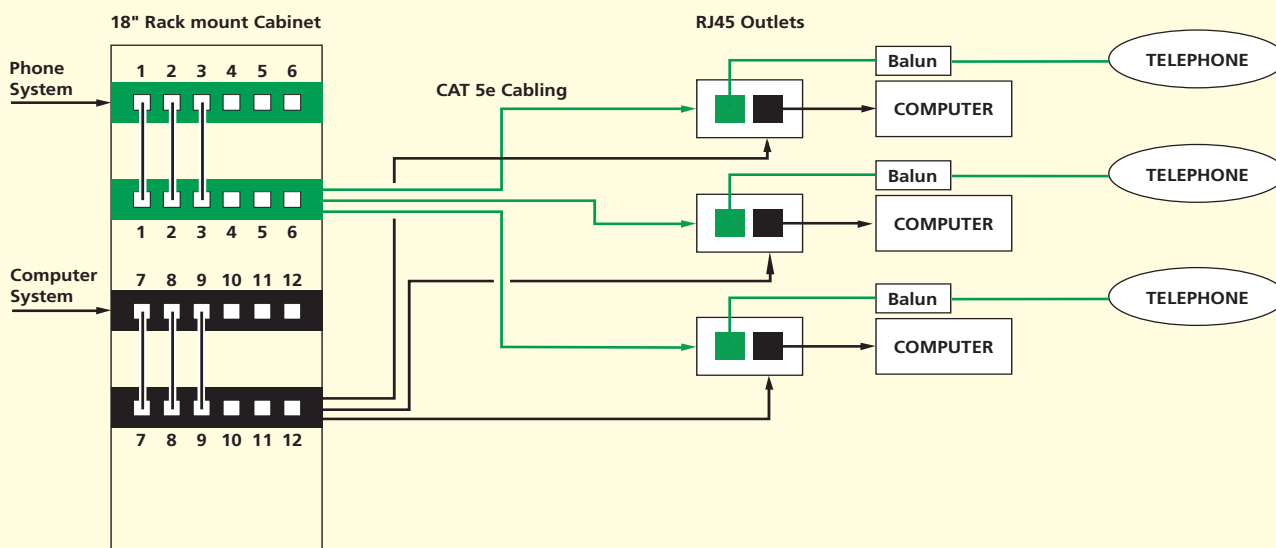 18" Rack mount Cabinet
RJ45 Outlets
Phone
System
1 2 3 4 5 6
CAT 5e Cabling
1 2 3 4 5 6
Computer
System
7 8 9 10 11 12
7 8 9 10 11 12
Balun
TELEPHONE
COMPUTER
Balun
TELEPHONE
COMPUTER
Balun
TELEPHONE
COMPUTER